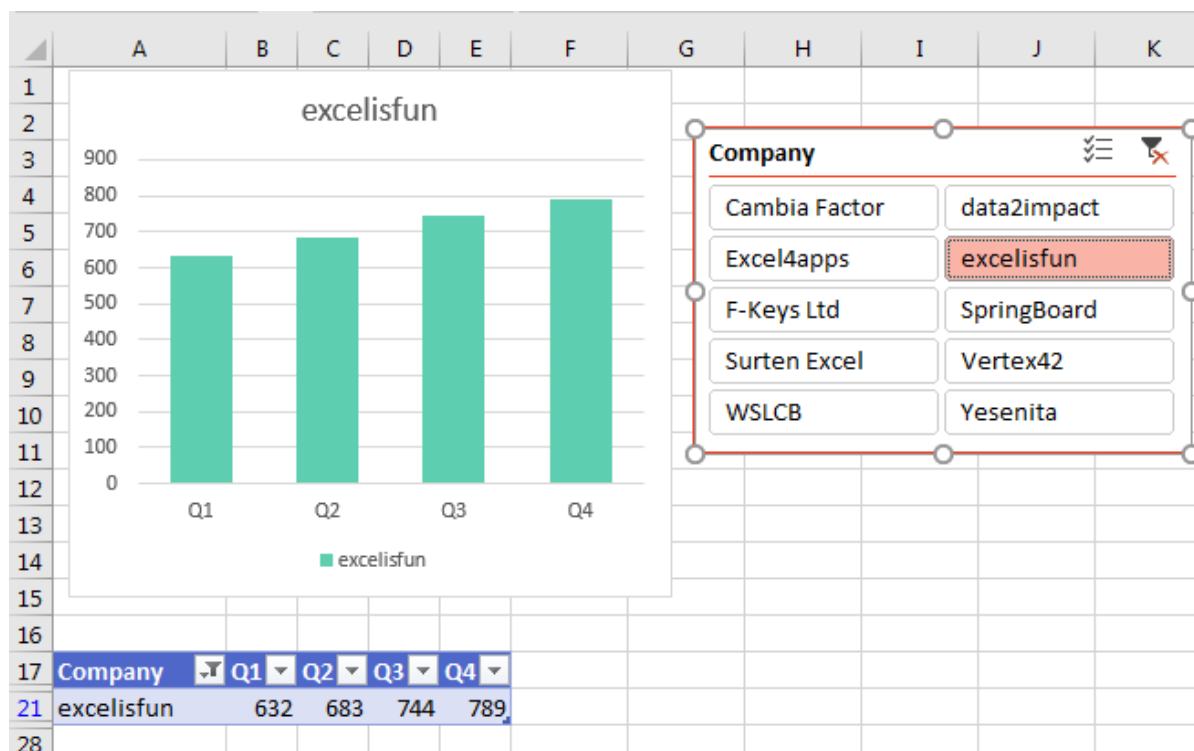 A B C D E F G H I J K
1
2
3
4
5
6
7
8
9
10
11
12
13
14
15
16
17
21
28
excelisfun
900
800
700
600
500
400
300
200
100
0
Q1 Q2 Q3 Q4
excelisfun
Company
Cambia Factor data2impact
Excel4apps excelisfun
F-Keys Ltd SpringBoard
Surten Excel Vertex42
WSLCB Yesenita
Company Q1 Q2 Q3 Q4
excelisfun 632 683 744 789